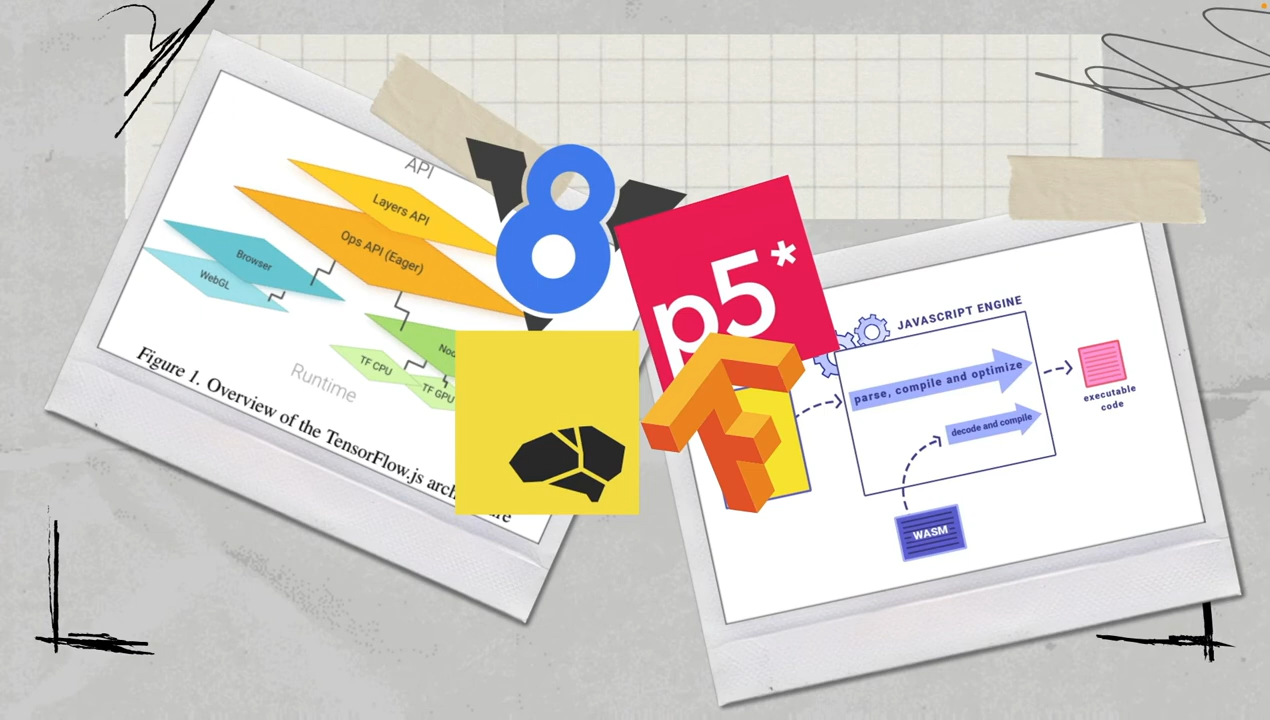 API
Layers API
Ops API (Eager)
Browser
WebGL
TF CPU
TF GPU
Runtime
Figure 1. Overview of the TensorFlow.js
8
p5*
JAVASCRIPT ENGINE
parse, compile and optimize
decode and compile
executable
code
WASM